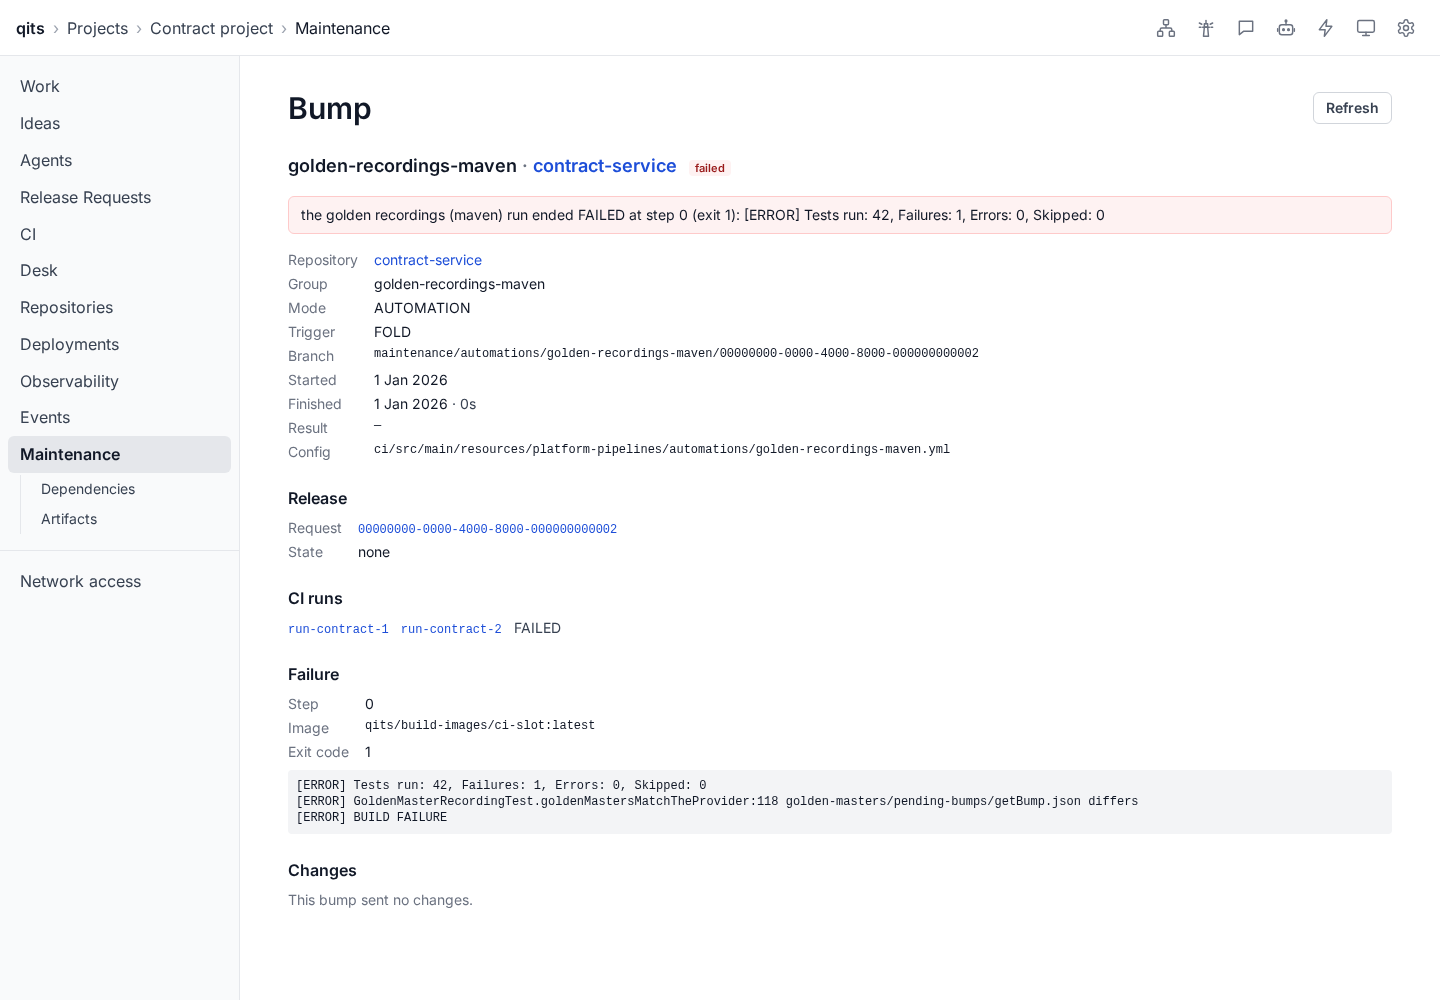 qits › Projects › Contract project › Maintenance
Work
Ideas
Agents
Release Requests
CI
Desk
Repositories
Deployments
Observability
Events
Maintenance
Dependencies
Artifacts
Network access
Bump
Refresh
golden-recordings-maven · contract-service failed
the golden recordings (maven) run ended FAILED at step 0 (exit 1): [ERROR] Tests run: 42, Failures: 1, Errors: 0, Skipped: 0
Repository contract-service
Group golden-recordings-maven
Mode AUTOMATION
Trigger FOLD
Branch maintenance/automations/golden-recordings-maven/00000000-0000-4000-8000-000000000002
Started 1 Jan 2026
Finished 1 Jan 2026 · 0s
Result —
Config ci/src/main/resources/platform-pipelines/automations/golden-recordings-maven.yml
Release
Request 00000000-0000-4000-8000-000000000002
State none
CI runs
run-contract-1 run-contract-2 FAILED
Failure
Step 0
Image qits/build-images/ci-slot:latest
Exit code 1
[ERROR] Tests run: 42, Failures: 1, Errors: 0, Skipped: 0
[ERROR] GoldenMasterRecordingTest.goldenMastersMatchTheProvider:118 golden-masters/pending-bumps/getBump.json differs
[ERROR] BUILD FAILURE
Changes
This bump sent no changes.